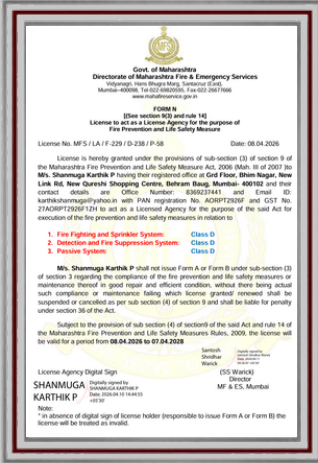 Govt. of Maharashtra
Directorate of Maharashtra Fire & Emergency Services
Vidyanagri, Hans Bhugra Marg, Santacruz (East),
Mumbai-400098, Tel-022-69820595, Fax-022-26677666
www.mahafireservice.gov.in
FORM N
[(See section 9(3) and rule 14]
License to act as a License Agency for the purpose of
Fire Prevention and Life Safety Measure
License No. MFS / LA / F-229 / D-238 / P-58 Date: 08.04.2026
License is hereby granted under the provisions of sub-section (3) of section 9 of
the Maharashtra Fire Prevention and Life Safety Measure Act, 2006 (Mah. III of 2007 )to
M/s. Shanmuga Karthik P having their registered office at Grd Floor, Bhim Nagar, New
Link Rd, New Qureshi Shopping Centre, Behram Baug, Mumbai- 400102 and their
contact details are Office Number: 8369237441 and Email ID:
karthikshanmuga@yahoo.in with PAN registration No. AORPT2926F and GST No.
27AORPT2926F1ZH to act as a Licensed Agency for the purpose of the said Act for
execution of the fire prevention and life safety measures in relation to
1. Fire Fighting and Sprinkler System: Class D
2. Detection and Fire Suppression System: Class D
3. Passive System: Class D
M/s. Shanmuga Karthik P shall not issue Form A or Form B under sub-section (3)
of section 3 regarding the compliance of the fire prevention and life safety measures or
maintenance thereof in good repair and efficient condition, without there being actual
such compliance or maintenance failing which license granted/ renewed shall be
suspended or cancelled as per sub section (4) of section 9 and shall be liable for penalty
under section 36 of the Act.
Subject to the provision of sub section (4) of section9 of the said Act and rule 14 of
the Maharashtra Fire Prevention and Life Safety Measures Rules, 2009, the license will
be valid for a period from 08.04.2026 to 07.04.2028
Santosh
Shridhar
Warick
License Agency Digital Sign (SS Warick)
Director
MF & ES, Mumbai
SHANMUGA
KARTHIK P
Digitally signed by
SHANMUGA KARTHIK P
Date: 2026.04.10 14:44:55
+05'30'
Note:
* in absence of digital sign of license holder (responsible to issue Form A or Form B) the
license will be treated as invalid.